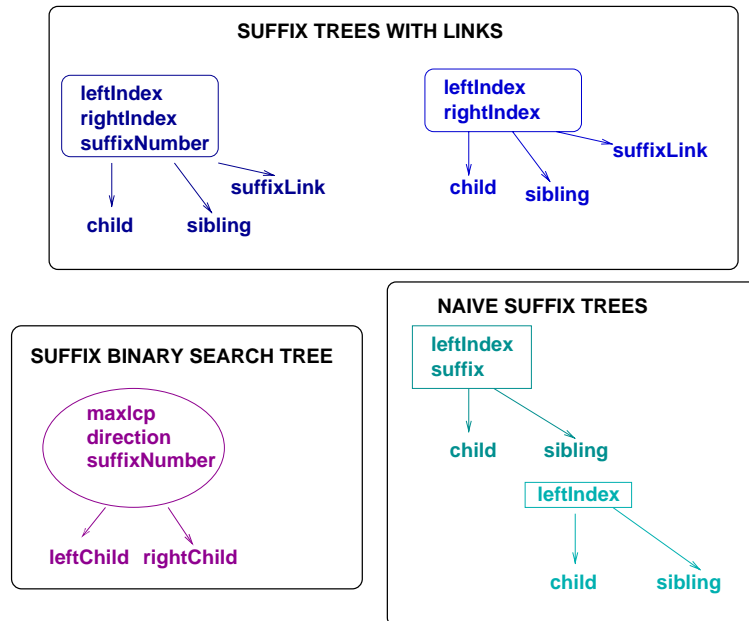 SUFFIX TREES WITH LINKS
leftIndex
rightIndex
suffixNumber
suffixLink
child
sibling
leftIndex
rightIndex
suffixLink
child
sibling
SUFFIX BINARY SEARCH TREE
maxlcp
direction
suffixNumber
leftChild
rightChild
NAIVE SUFFIX TREES
leftIndex
suffix
child
sibling
leftIndex
child
sibling